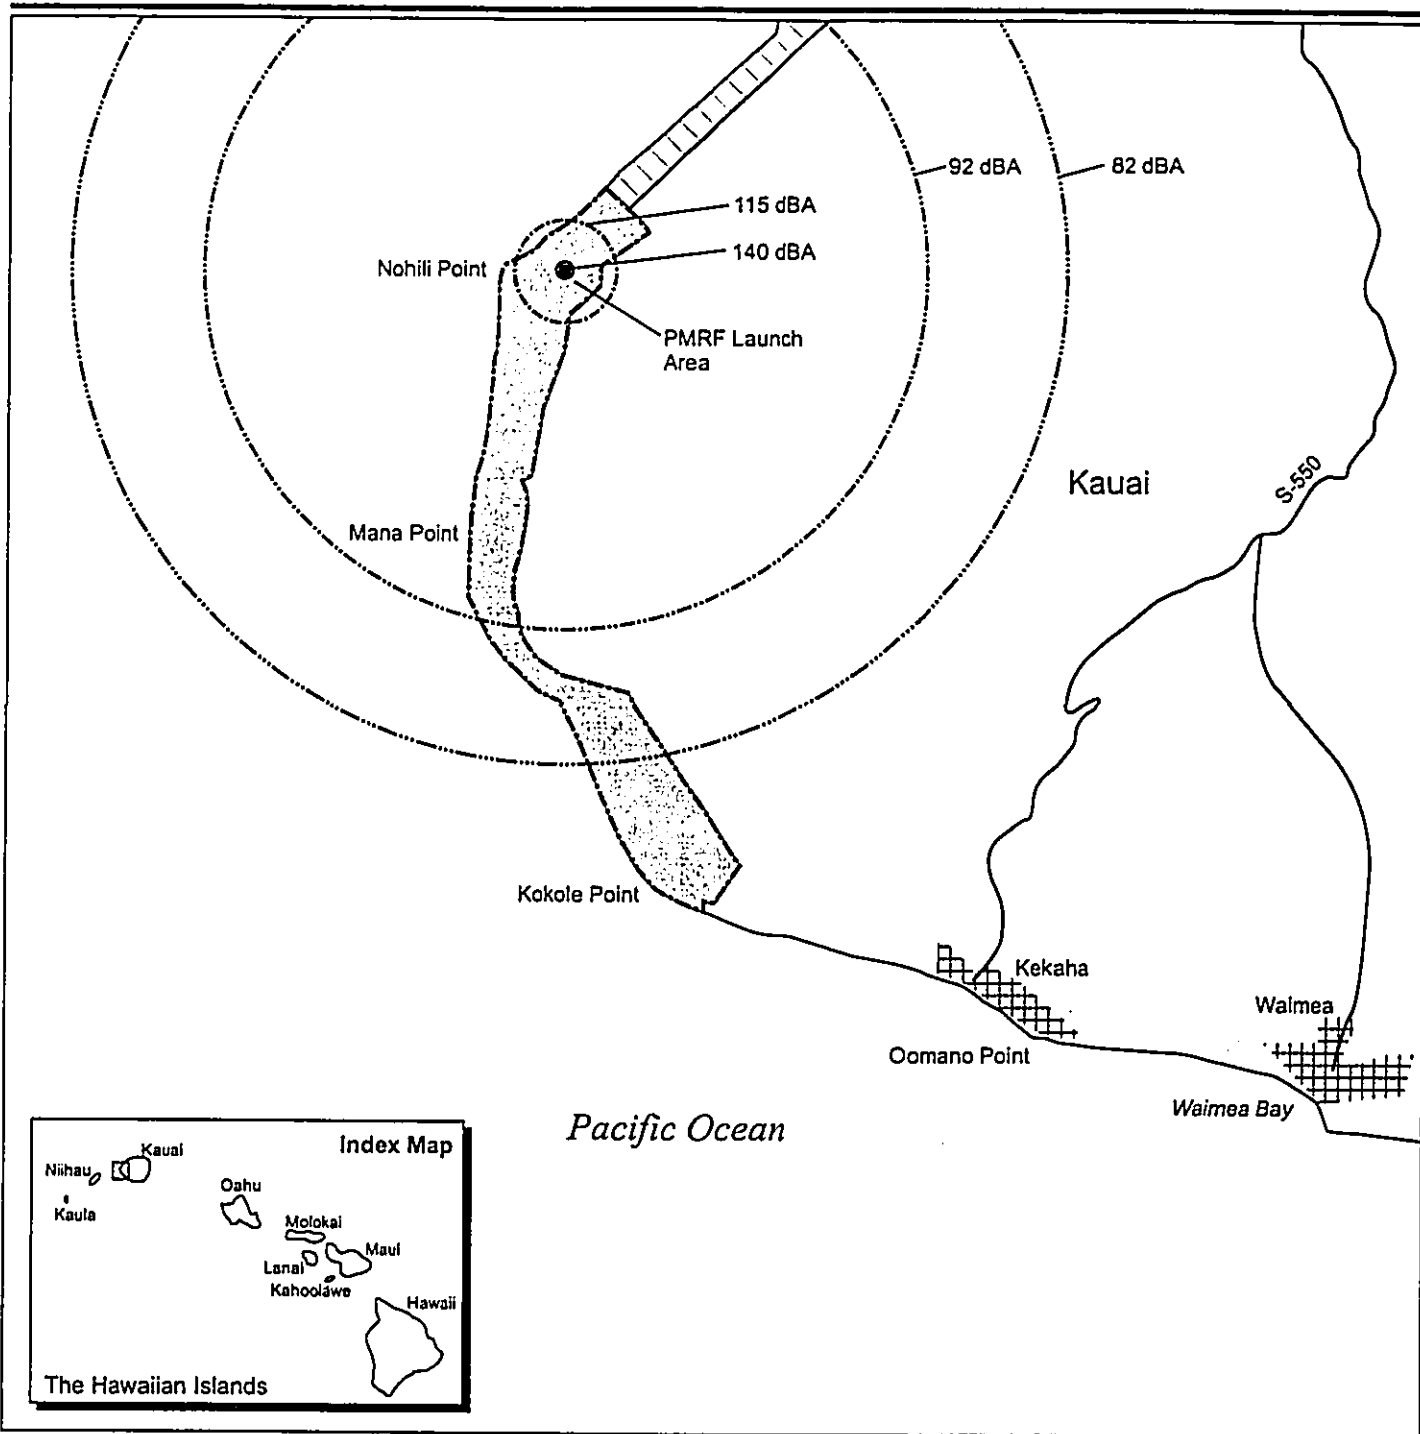 92 dBA
82 dBA
115 dBA
140 dBA
Nohili Point
PMRF Launch
Area
Kauai
S-550
Mana Point
Kokole Point
Kekaha
Waimea
Oomano Point
Waimea Bay
Pacific Ocean
Index Map
Kauai
Niihau
Kaula
Oahu
Molokai
Maui
Lanai
Kahoolawe
Hawaii
The Hawaiian Islands